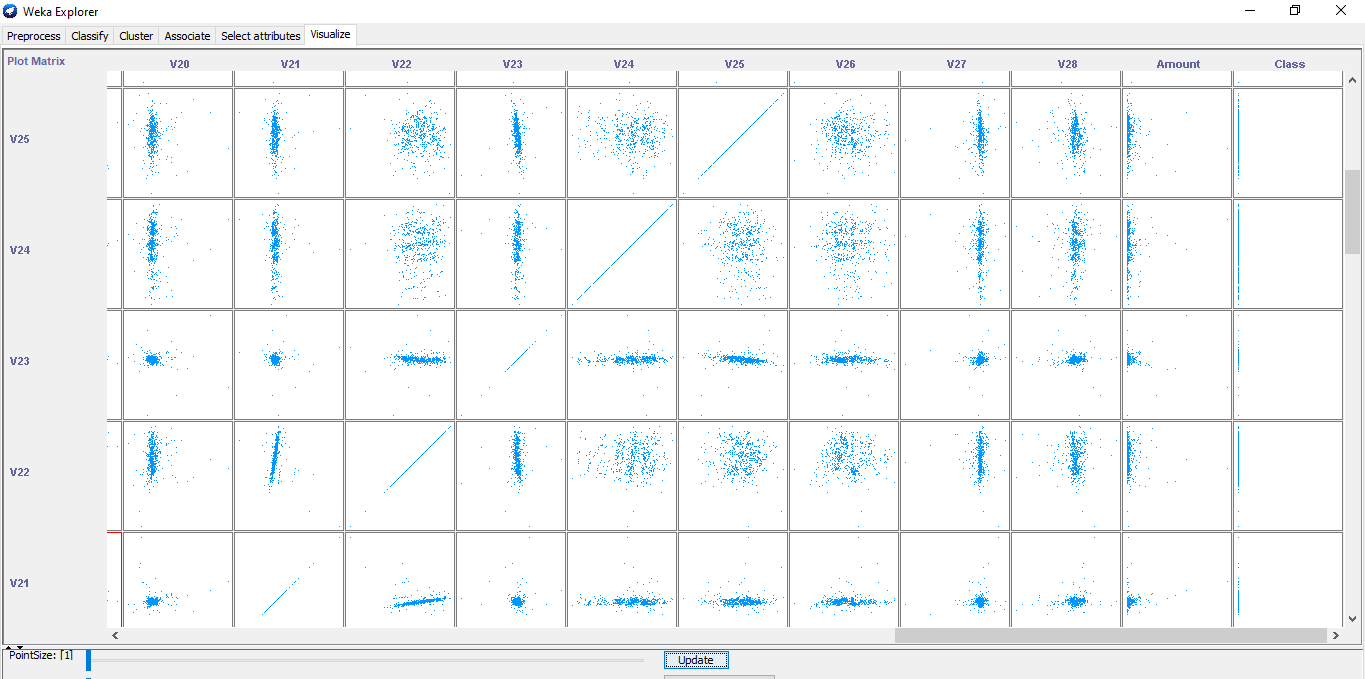 Weka Explorer
Preprocess Classify Cluster Associate Select attributes Visualize
Plot Matrix V20 V21 V22 V23 V24 V25 V26 V27 V28 Amount Class
V25
V24
V23
V22
V21
PointSize: [1] Update